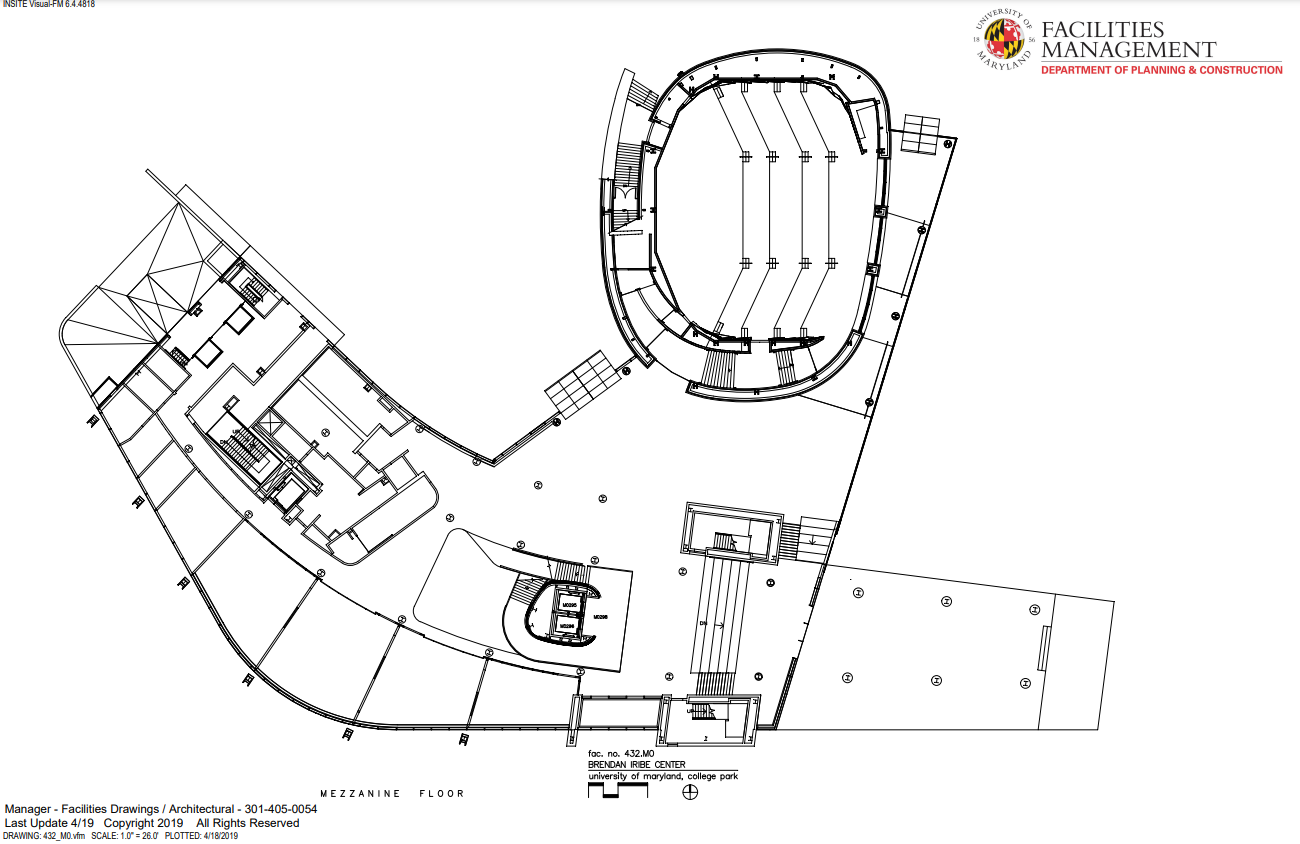 INSITE Visual-FM 6.4.4818
UNIVERSITY OF
18 56
MARYLAND
FACILITIES
MANAGEMENT
DEPARTMENT OF PLANNING & CONSTRUCTION
UP
DN
M0295
M0296
M0298
DN
UP
fac. no. 432.M0
BRENDAN IRIBE CENTER
university of maryland, college park
MEZZANINE FLOOR
Manager - Facilities Drawings / Architectural - 301-405-0054
Last Update 4/19 Copyright 2019 All Rights Reserved
DRAWING: 432_M0.vfm SCALE: 1.0" = 26.0' PLOTTED: 4/18/2019